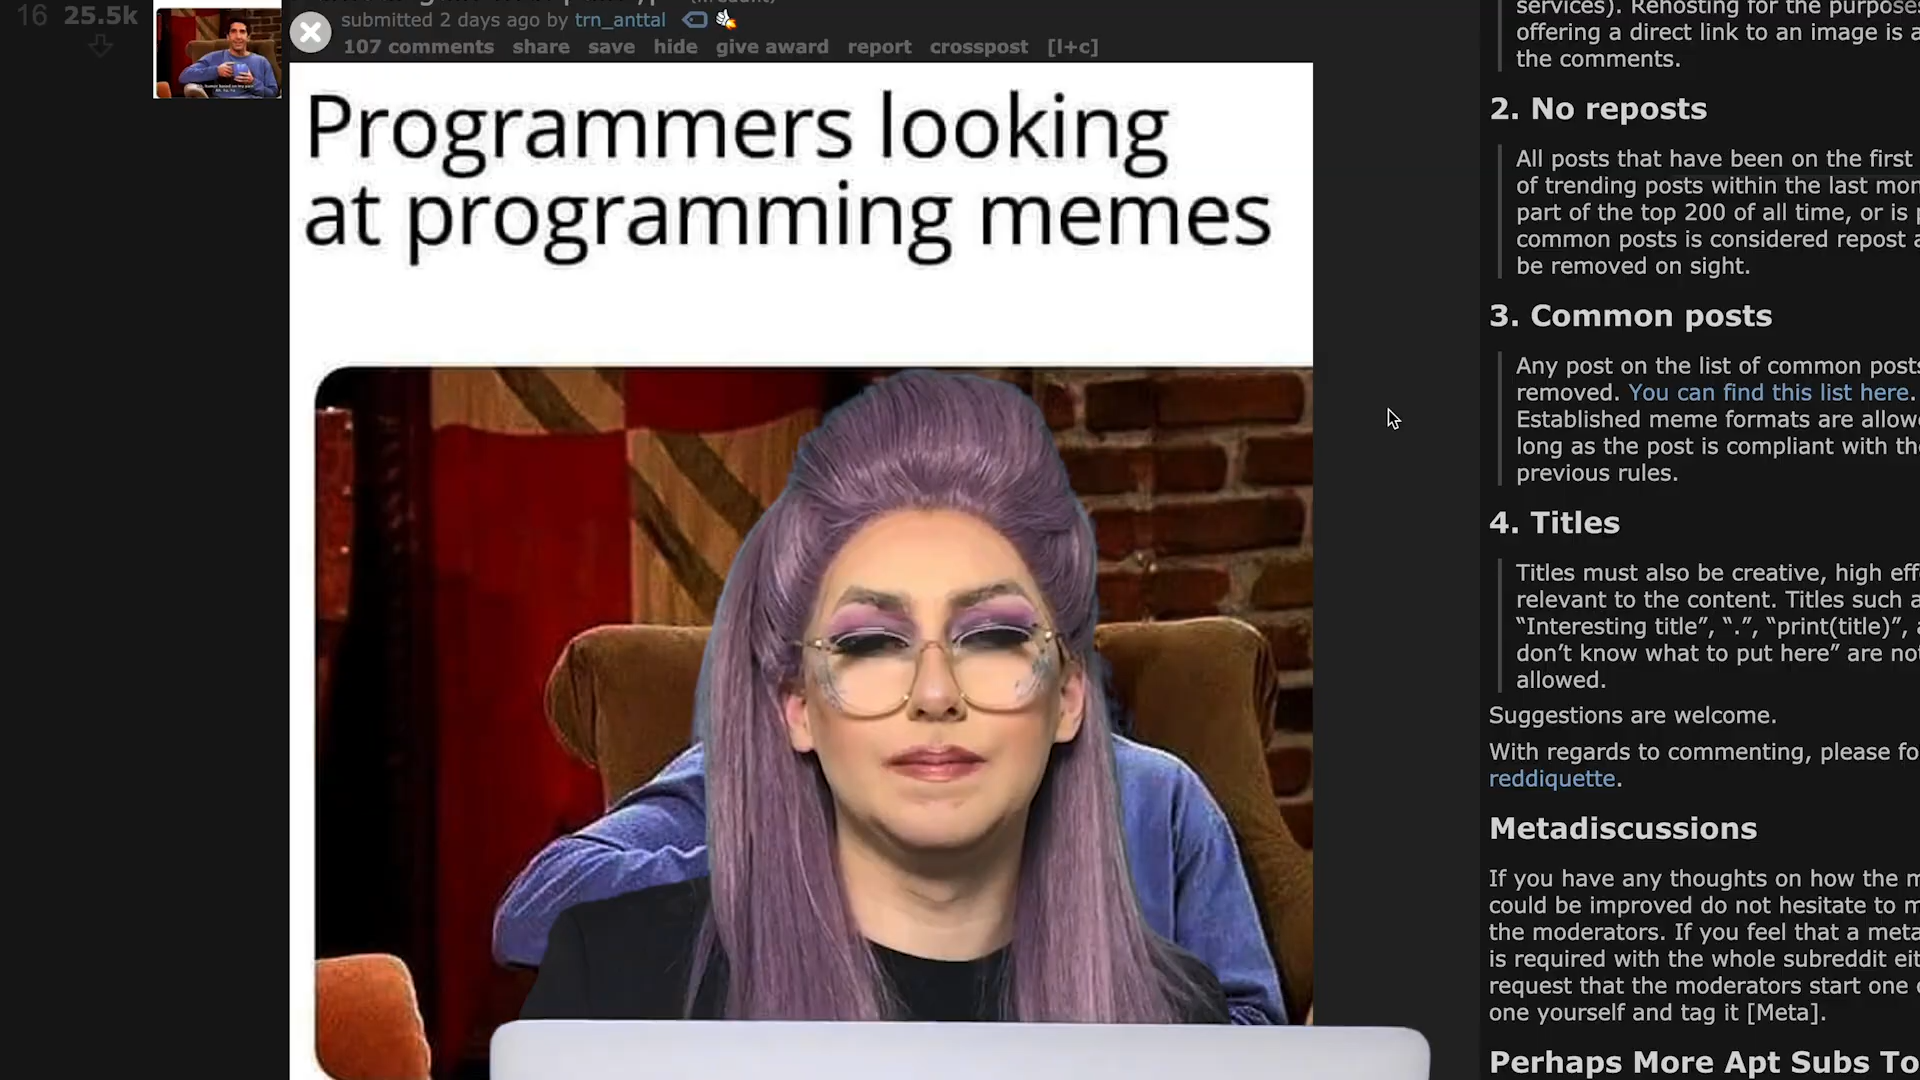 16 25.5k
submitted 2 days ago by trn_anttal
107 comments share save hide give award report crosspost [l+c]
Programmers looking
at programming memes
services). Rehosting for the purposes
offering a direct link to an image is a
the comments.
2. No reposts
All posts that have been on the first
of trending posts within the last mon
part of the top 200 of all time, or is p
common posts is considered repost a
be removed on sight.
3. Common posts
Any post on the list of common posts
removed. You can find this list here.
Established meme formats are allowe
long as the post is compliant with the
previous rules.
4. Titles
Titles must also be creative, high effo
relevant to the content. Titles such a
“Interesting title”, “.”, “print(title)”, a
don’t know what to put here” are not
allowed.
Suggestions are welcome.
With regards to commenting, please fo
reddiquette.
Metadiscussions
If you have any thoughts on how the m
could be improved do not hesitate to m
the moderators. If you feel that a meta
is required with the whole subreddit eit
request that the moderators start one o
one yourself and tag it [Meta].
Perhaps More Apt Subs To